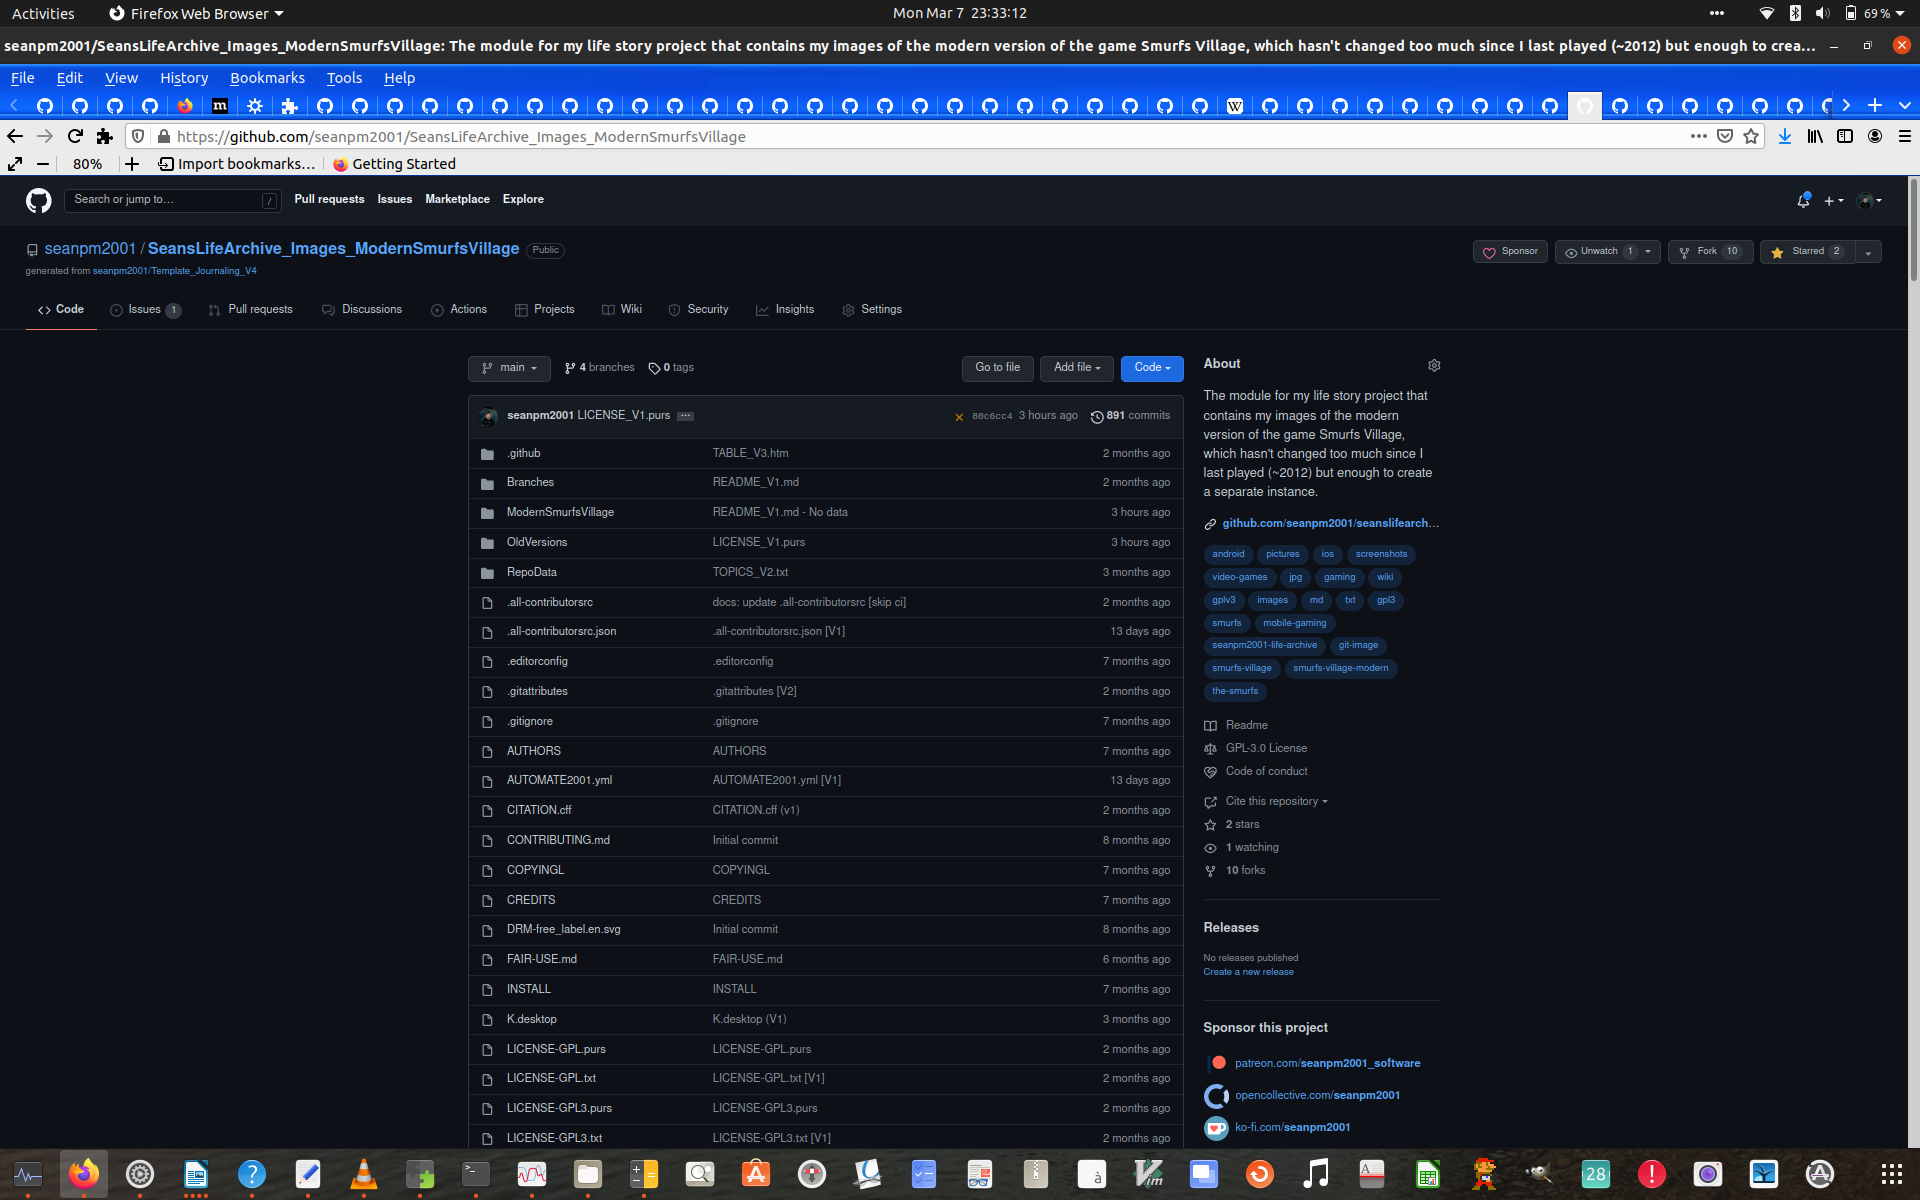 Activities Firefox Web Browser Mon Mar 7 23:33:12 69 %
seanpm2001/SeansLifeArchive_Images_ModernSmurfsVillage: The module for my life story project that contains my images of the modern version of the game Smurfs Village, which hasn't changed too much since I last played (~2012) but enough to crea...
File Edit View History Bookmarks Tools Help
https://github.com/seanpm2001/SeansLifeArchive_Images_ModernSmurfsVillage
80% Import bookmarks... Getting Started
Search or jump to... / Pull requests Issues Marketplace Explore
seanpm2001 / SeansLifeArchive_Images_ModernSmurfsVillage Public
Sponsor Unwatch 1 Fork 10 Starred 2
generated from seanpm2001/Template_Journaling_V4
Code Issues 1 Pull requests Discussions Actions Projects Wiki Security Insights Settings
main 4 branches 0 tags Go to file Add file Code
seanpm2001 LICENSE_V1.purs 80c6cc4 3 hours ago 891 commits
.github TABLE_V3.htm 2 months ago
Branches README_V1.md 2 months ago
ModernSmurfsVillage README_V1.md - No data 3 hours ago
OldVersions LICENSE_V1.purs 3 hours ago
RepoData TOPICS_V2.txt 3 months ago
.all-contributorsrc docs: update .all-contributorsrc [skip ci] 2 months ago
.all-contributorsrc.json .all-contributorsrc.json [V1] 13 days ago
.editorconfig .editorconfig 7 months ago
.gitattributes .gitattributes [V2] 2 months ago
.gitignore .gitignore 7 months ago
AUTHORS AUTHORS 7 months ago
AUTOMATE2001.yml AUTOMATE2001.yml [V1] 13 days ago
CITATION.cff CITATION.cff (v1) 2 months ago
CONTRIBUTING.md Initial commit 8 months ago
COPYINGL COPYINGL 7 months ago
CREDITS CREDITS 7 months ago
DRM-free_label.en.svg Initial commit 8 months ago
FAIR-USE.md FAIR-USE.md 6 months ago
INSTALL INSTALL 7 months ago
K.desktop K.desktop (V1) 3 months ago
LICENSE-GPL.purs LICENSE-GPL.purs 2 months ago
LICENSE-GPL.txt LICENSE-GPL.txt [V1] 2 months ago
LICENSE-GPL3.purs LICENSE-GPL3.purs 2 months ago
LICENSE-GPL3.txt LICENSE-GPL3.txt [V1] 2 months ago
About
The module for my life story project that
contains my images of the modern
version of the game Smurfs Village,
which hasn't changed too much since I
last played (~2012) but enough to create
a separate instance.
github.com/seanpm2001/seanslifearch...
android pictures ios screenshots
video-games jpg gaming wiki
gplv3 images md txt gpl3
smurfs mobile-gaming
seanpm2001-life-archive git-image
smurfs-village smurfs-village-modern
the-smurfs
Readme
GPL-3.0 License
Code of conduct
Cite this repository
2 stars
1 watching
10 forks
Releases
No releases published
Create a new release
Sponsor this project
patreon.com/seanpm2001_software
opencollective.com/seanpm2001
ko-fi.com/seanpm2001
28